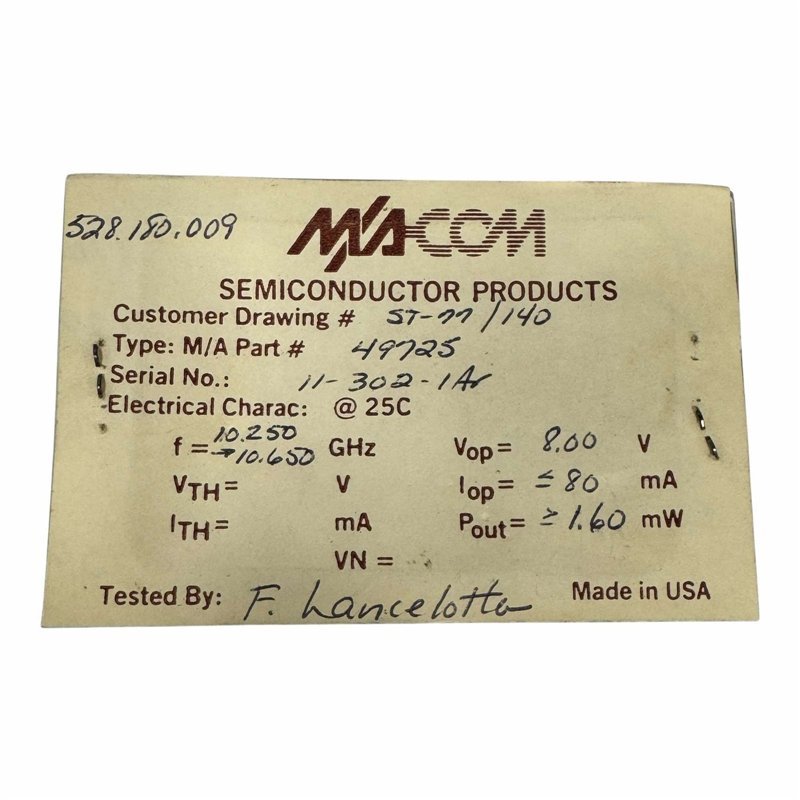 528.180.009
M/A-COM
SEMICONDUCTOR PRODUCTS
Customer Drawing # ST-77/140
Type: M/A Part # 49725
Serial No.: 11-302-1Ar
Electrical Charac: @ 25C
f = 10.250 → 10.650 GHz Vop = 8.00 V
VTH = V Iop = ≤ 80 mA
ITH = mA Pout = ≥ 1.60 mW
VN =
Tested By: F. Lancelotta Made in USA